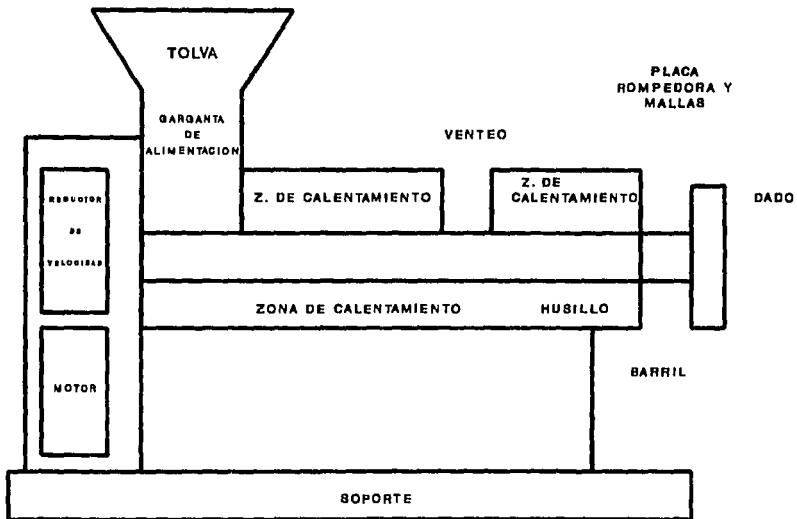 TOLVA
PLACA
ROMPEDORA Y
MALLAS
GARGANTA
DE
ALIMENTACION
VENTEO
Z. DE CALENTAMIENTO
Z. DE
CALENTAMIENTO
DADO
REDUCTOR
DE
VELOCIDAD
ZONA DE CALENTAMIENTO
HUSILLO
MOTOR
BARRIL
SOPORTE